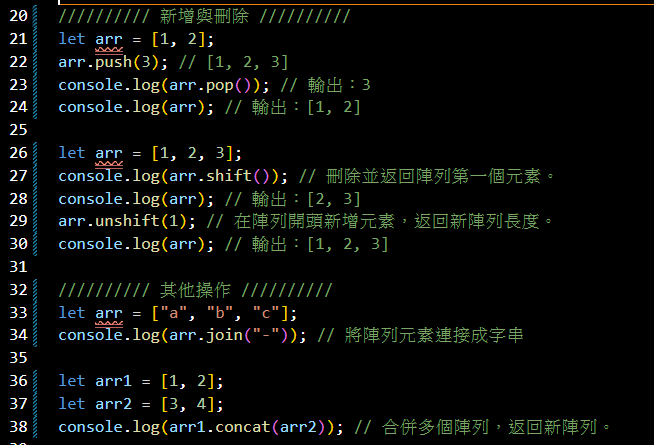 20 ////////// 新增與刪除 //////////
21 let arr = [1, 2];
22 arr.push(3); // [1, 2, 3]
23 console.log(arr.pop()); // 輸出：3
24 console.log(arr); // 輸出：[1, 2]
25
26 let arr = [1, 2, 3];
27 console.log(arr.shift()); // 刪除並返回陣列第一個元素。
28 console.log(arr); // 輸出：[2, 3]
29 arr.unshift(1); // 在陣列開頭新增元素，返回新陣列長度。
30 console.log(arr); // 輸出：[1, 2, 3]
31
32 ////////// 其他操作 //////////
33 let arr = ["a", "b", "c"];
34 console.log(arr.join("-")); // 將陣列元素連接成字串
35
36 let arr1 = [1, 2];
37 let arr2 = [3, 4];
38 console.log(arr1.concat(arr2)); // 合併多個陣列，返回新陣列。